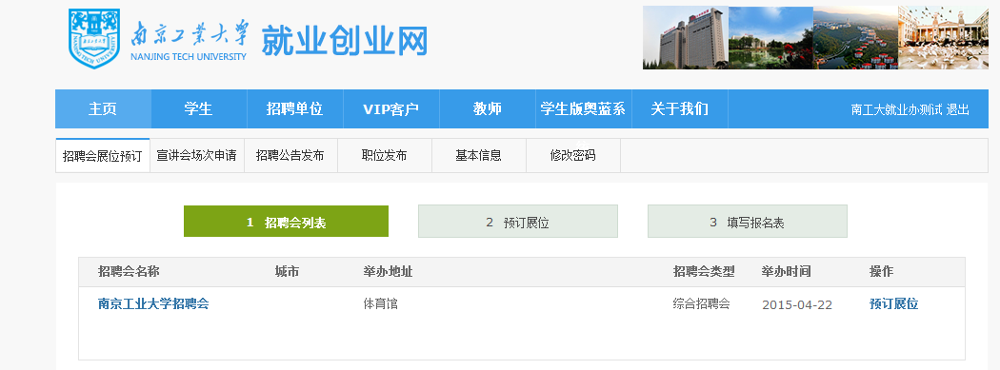 南京工业大学 就业创业网
NANJING TECH UNIVERSITY
主页 学生 招聘单位 VIP客户 教师 学生版奥蓝系 关于我们 南工大就业办测试 退出
招聘会展位预订 宣讲会场次申请 招聘公告发布 职位发布 基本信息 修改密码
1 招聘会列表 2 预订展位 3 填写报名表
招聘会名称 城市 举办地址 招聘会类型 举办时间 操作
南京工业大学招聘会 体育馆 综合招聘会 2015-04-22 预订展位